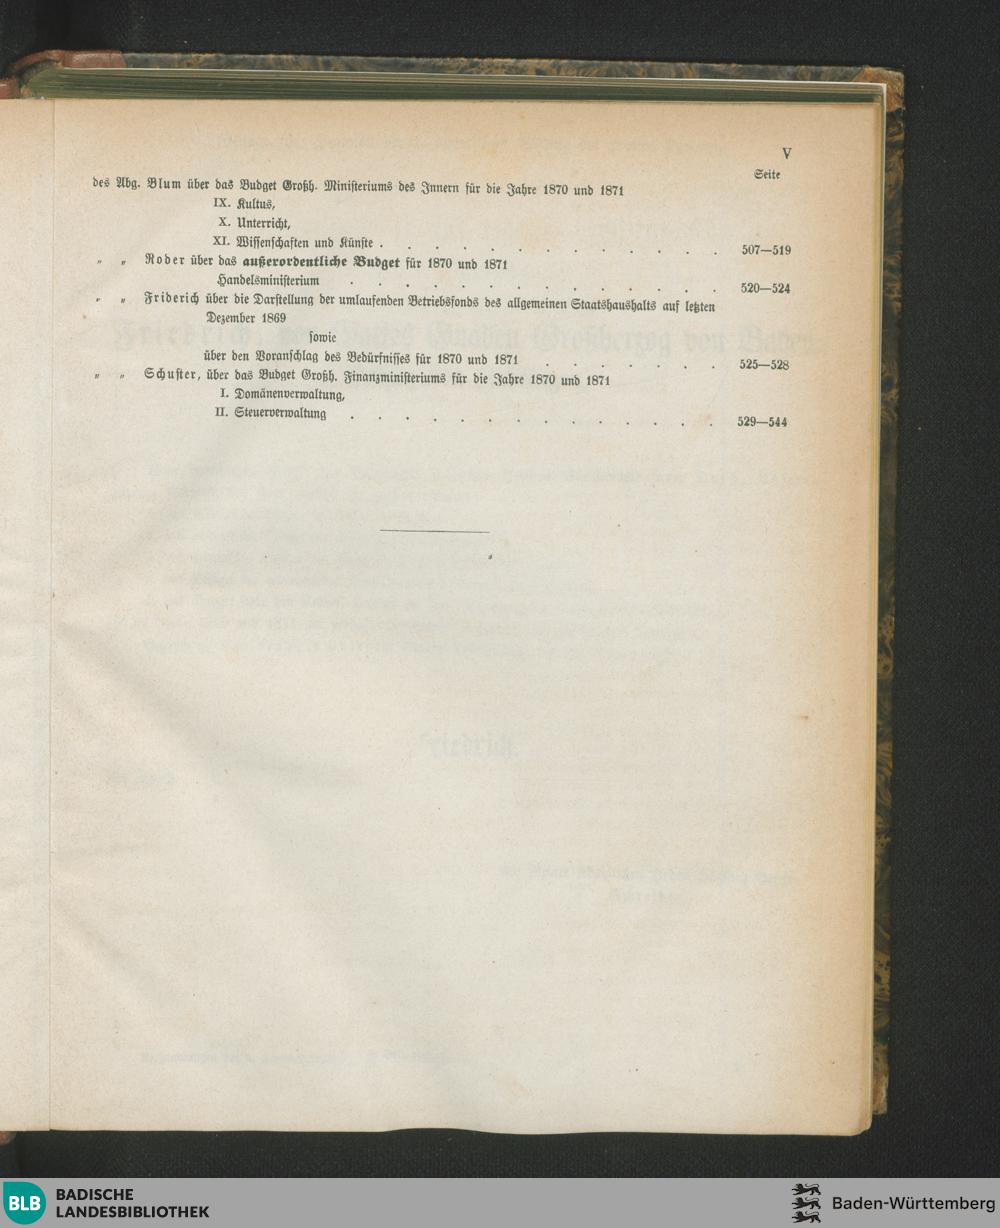 V
Seite
des Abg. Blum über das Budget Großh. Ministeriums des Innern für die Jahre 1870 und 1871
IX. Kultus,
X. Unterricht,
XI. Wissenschaften und Künste . . . . . . . . . . . . . 507—519
„ „ Roder über das außerordentliche Budget für 1870 und 1871
Handelsministerium . . . . . . . . . . . . . . 520—524
„ „ Friderich über die Darstellung der umlaufenden Betriebsfonds des allgemeinen Staatshaushalts auf letzten
Dezember 1869
sowie
über den Voranschlag des Bedürfnisses für 1870 und 1871 . . . . . . . 525—528
„ „ Schuster, über das Budget Großh. Finanzministeriums für die Jahre 1870 und 1871
I. Domänenverwaltung,
II. Steuerverwaltung . . . . . . . . . . . . . . 529—544
BLB BADISCHE
LANDESBIBLIOTHEK
Baden-Württemberg